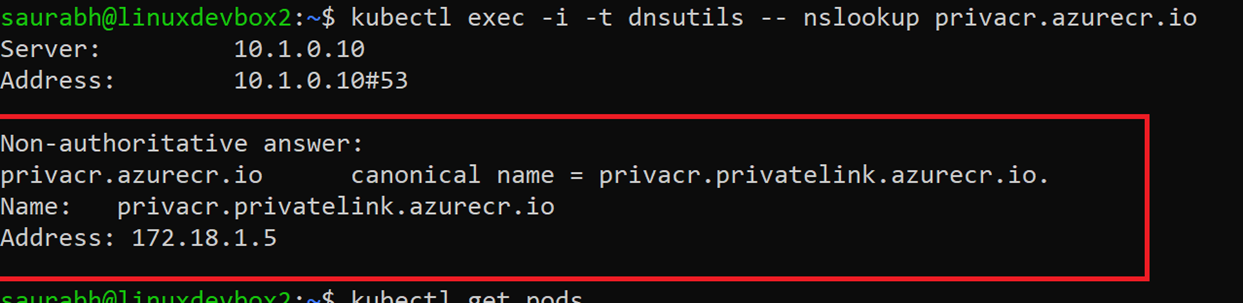 saurabh@linuxdevbox2:~$ kubectl exec -i -t dnsutils -- nslookup privacr.azurecr.io
Server:         10.1.0.10
Address:        10.1.0.10#53
Non-authoritative answer:
privacr.azurecr.io      canonical name = privacr.privatelink.azurecr.io.
Name:   privacr.privatelink.azurecr.io
Address: 172.18.1.5
saurabh@linuxdevbox2:~$ kubectl get pods